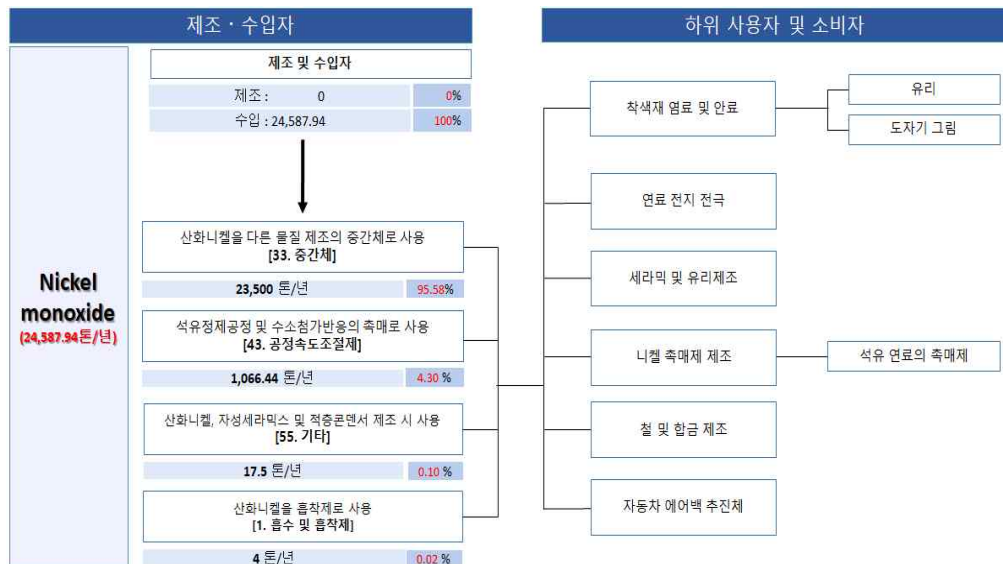 제조 · 수입자
하위 사용자 및 소비자
Nickel
monoxide
(24,587.94톤/년)
제조 및 수입자
제조 : 0 0%
수입 : 24,587.94 100%
산화니켈을 다른 물질 제조의 중간체로 사용
[33. 중간체]
23,500 톤/년 95.58%
석유정제공정 및 수소첨가반응의 촉매로 사용
[43. 공정속도조절제]
1,066.44 톤/년 4.30 %
산화니켈, 자성세라믹스 및 적층콘덴서 제조 시 사용
[55. 기타]
17.5 톤/년 0.10 %
산화니켈을 흡착제로 사용
[1. 흡수 및 흡착제]
4 톤/년 0.02 %
착색재 염료 및 안료
유리
도자기 그림
연료 전지 전극
세라믹 및 유리제조
니켈 촉매제 제조
석유 연료의 촉매제
철 및 합금 제조
자동차 에어백 추진체